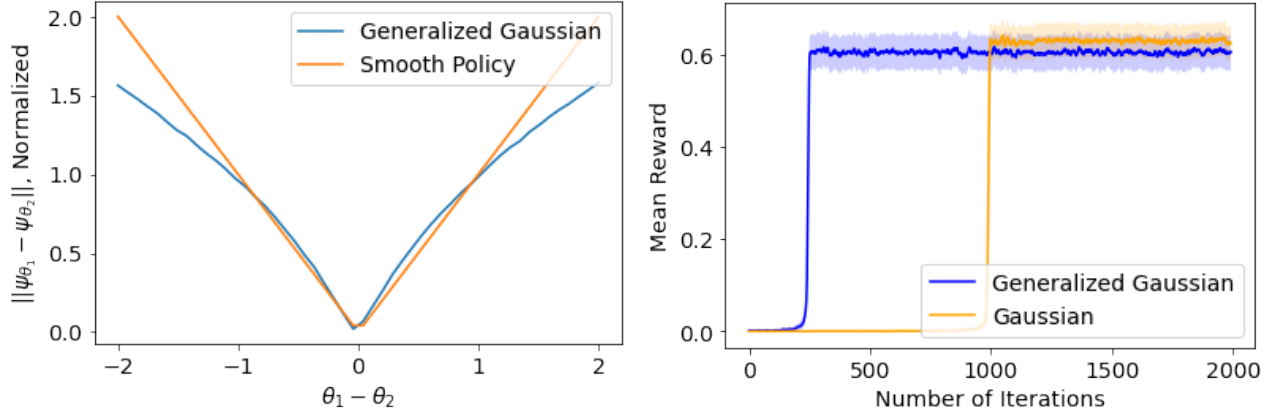 ||ψθ1 − ψθ2||, Normalized
2.0
1.5
1.0
0.5
0.0
−2
−1
0
1
2
θ1 − θ2
Generalized Gaussian
Smooth Policy
Mean Reward
0.6
0.4
0.2
0.0
0
500
1000
1500
2000
Number of Iterations
Generalized Gaussian
Gaussian